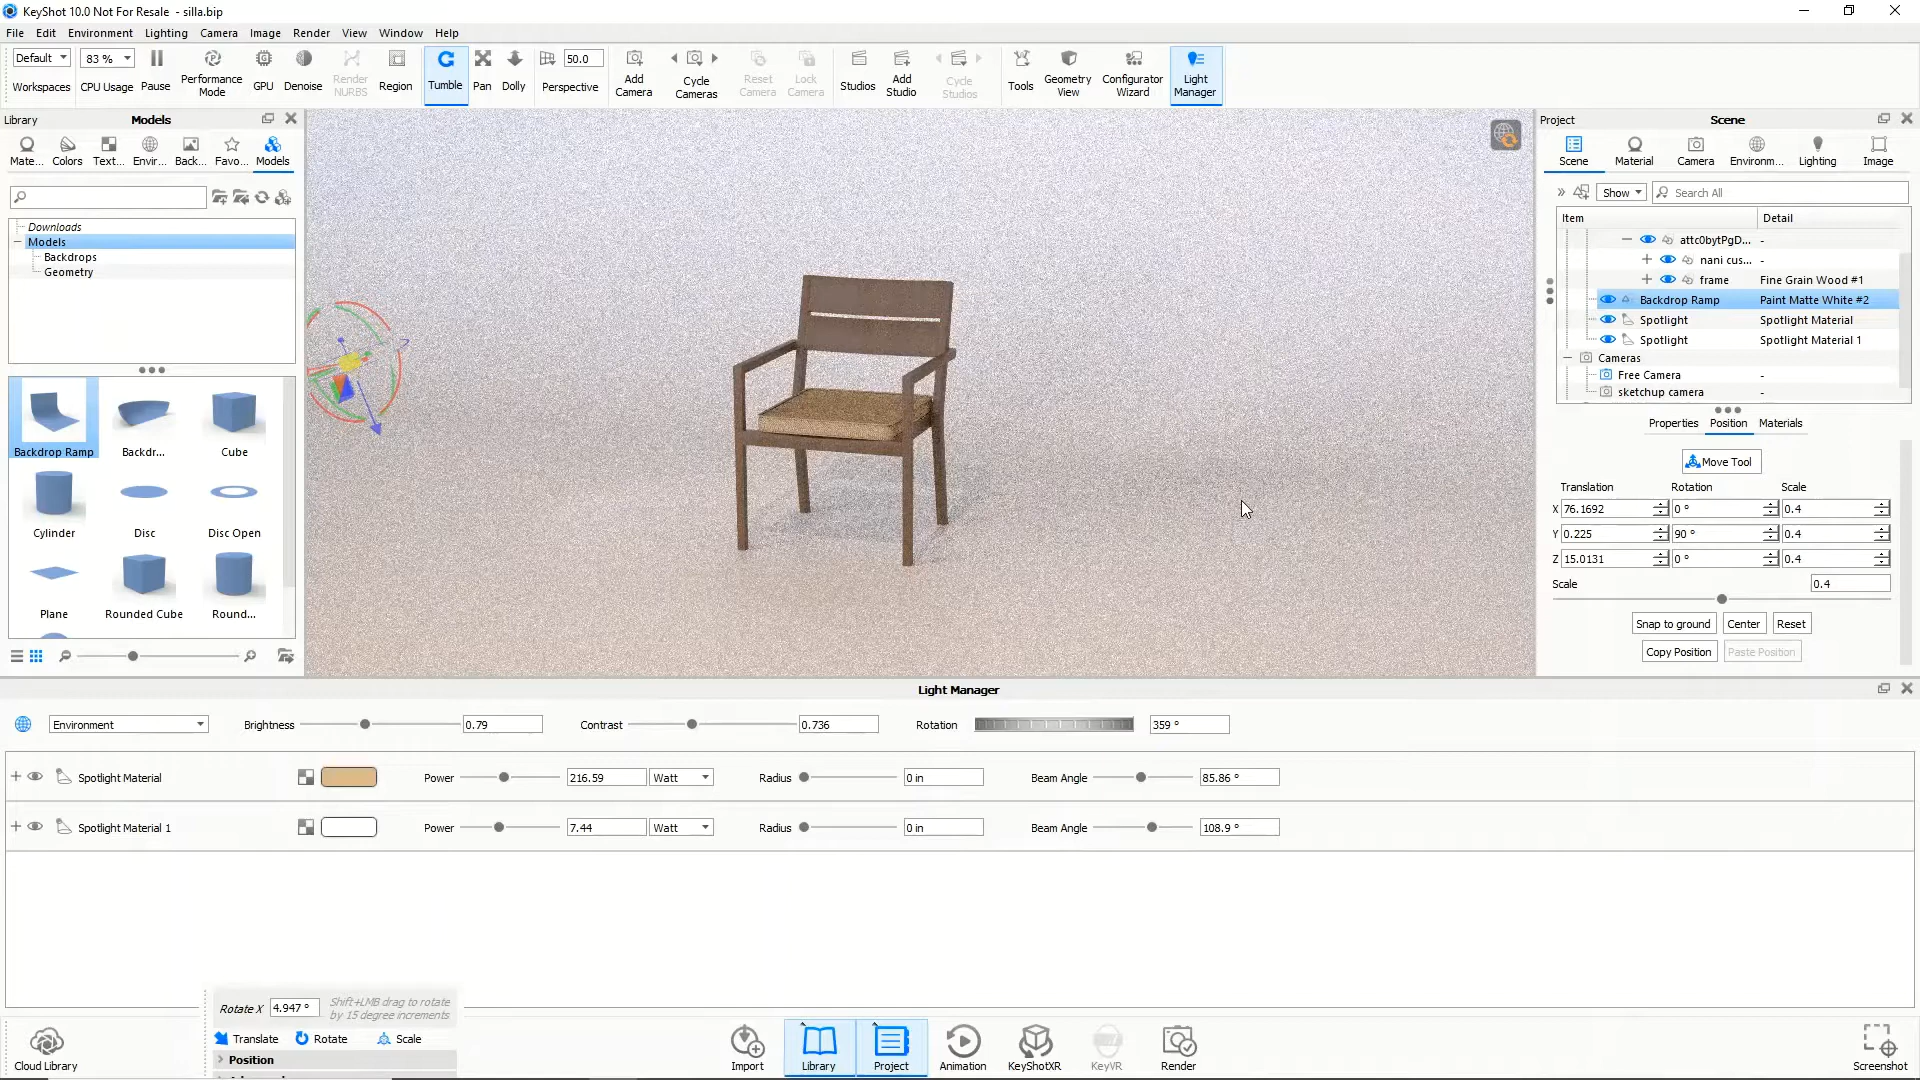 KeyShot 10.0 Not For Resale - silla.bip
File Edit Environment Lighting Camera Image Render View Window Help
Default
Workspaces
83 %
CPU Usage
Pause
Performance
Mode
GPU
Denoise
Render
NURBS
Region
Tumble
Pan
Dolly
50.0
Perspective
Add
Camera
Cycle
Cameras
Reset
Camera
Lock
Camera
Studios
Add
Studio
Cycle
Studios
Tools
Geometry
View
Configurator
Wizard
Light
Manager
Library
Models
Mate... Colors Text... Envir... Back... Favo... Models
Downloads
Models
Backdrops
Geometry
Backdrop Ramp
Backdr...
Cube
Cylinder
Disc
Disc Open
Plane
Rounded Cube
Round...
Project
Scene
Scene Material Camera Environm... Lighting Image
Show
Search All
Item Detail
attc0bytPgD... -
nani cus... -
frame Fine Grain Wood #1
Backdrop Ramp Paint Matte White #2
Spotlight Spotlight Material
Spotlight Spotlight Material 1
Cameras
Free Camera -
sketchup camera -
Properties Position Materials
Move Tool
Translation Rotation Scale
X 76.1692 0 ° 0.4
Y 0.225 90 ° 0.4
Z 15.0131 0 ° 0.4
Scale 0.4
Snap to ground Center Reset
Copy Position Paste Position
Light Manager
Environment Brightness 0.79 Contrast 0.736 Rotation 359 °
Spotlight Material Power 216.59 Watt Radius 0 in Beam Angle 85.86 °
Spotlight Material 1 Power 7.44 Watt Radius 0 in Beam Angle 108.9 °
Rotate X 4.947 ° Shift+LMB drag to rotate
by 15 degree increments
Translate Rotate Scale
Position
Cloud Library
Import
Library
Project
Animation
KeyShotXR
KeyVR
Render
Screenshot